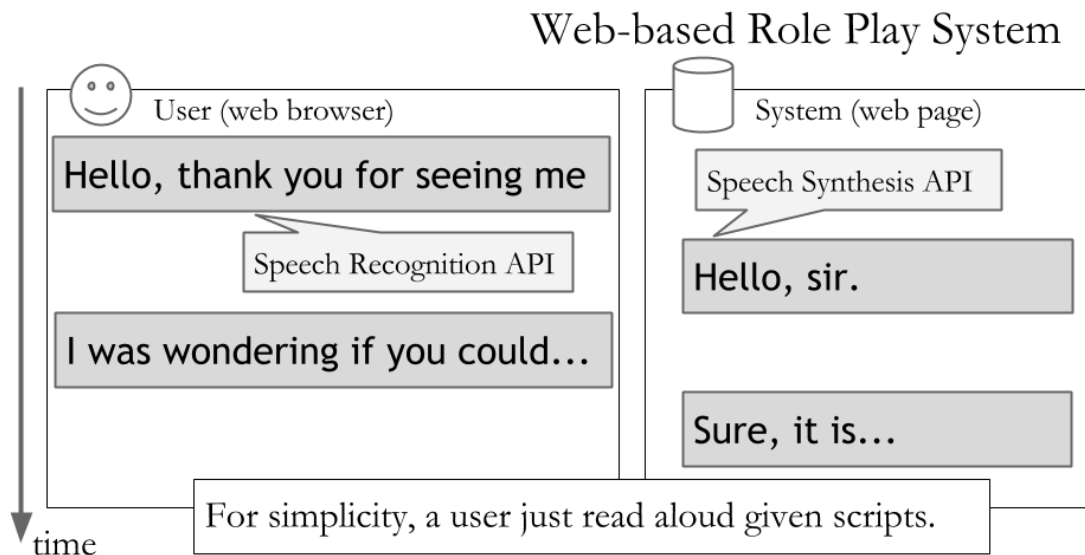 Web-based Role Play System
User (web browser)
Hello, thank you for seeing me
Speech Recognition API
I was wondering if you could...
System (web page)
Speech Synthesis API
Hello, sir.
Sure, it is...
For simplicity, a user just read aloud given scripts.
time